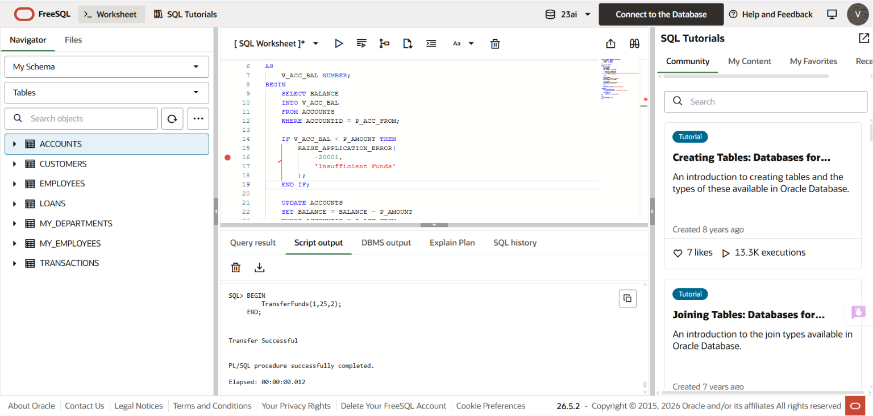 FreeSQL
Worksheet
SQL Tutorials
23ai
Connect to the Database
Help and Feedback
V
Navigator
Files
My Schema
Tables
Search objects
ACCOUNTS
CUSTOMERS
EMPLOYEES
LOANS
MY_DEPARTMENTS
MY_EMPLOYEES
TRANSACTIONS
[ SQL Worksheet ]*
Aa
6 AS
7 V_ACC_BAL NUMBER;
8 BEGIN
9 SELECT BALANCE
10 INTO V_ACC_BAL
11 FROM ACCOUNTS
12 WHERE ACCOUNTID = P_ACC_FROM;
13
14 IF V_ACC_BAL < P_AMOUNT THEN
15 RAISE_APPLICATION_ERROR(
16 -20001,
17 'Insufficient Funds'
18 );
19 END IF;
20
21 UPDATE ACCOUNTS
22 SET BALANCE = BALANCE - P_AMOUNT
Query result
Script output
DBMS output
Explain Plan
SQL history
SQL> BEGIN
TransferFunds(1,25,2);
END;
Transfer Successful
PL/SQL procedure successfully completed.
Elapsed: 00:00:00.012
SQL Tutorials
Community
My Content
My Favorites
Rece
Search
Tutorial
Creating Tables: Databases for...
An introduction to creating tables and the
types of these available in Oracle Database.
Created 8 years ago
7 likes
13.3K executions
Tutorial
Joining Tables: Databases for...
An introduction to the join types available in
Oracle Database.
Created 7 years ago
About Oracle
Contact Us
Legal Notices
Terms and Conditions
Your Privacy Rights
Delete Your FreeSQL Account
Cookie Preferences
26.5.2 - Copyright © 2015, 2026 Oracle and/or its affiliates All rights reserved